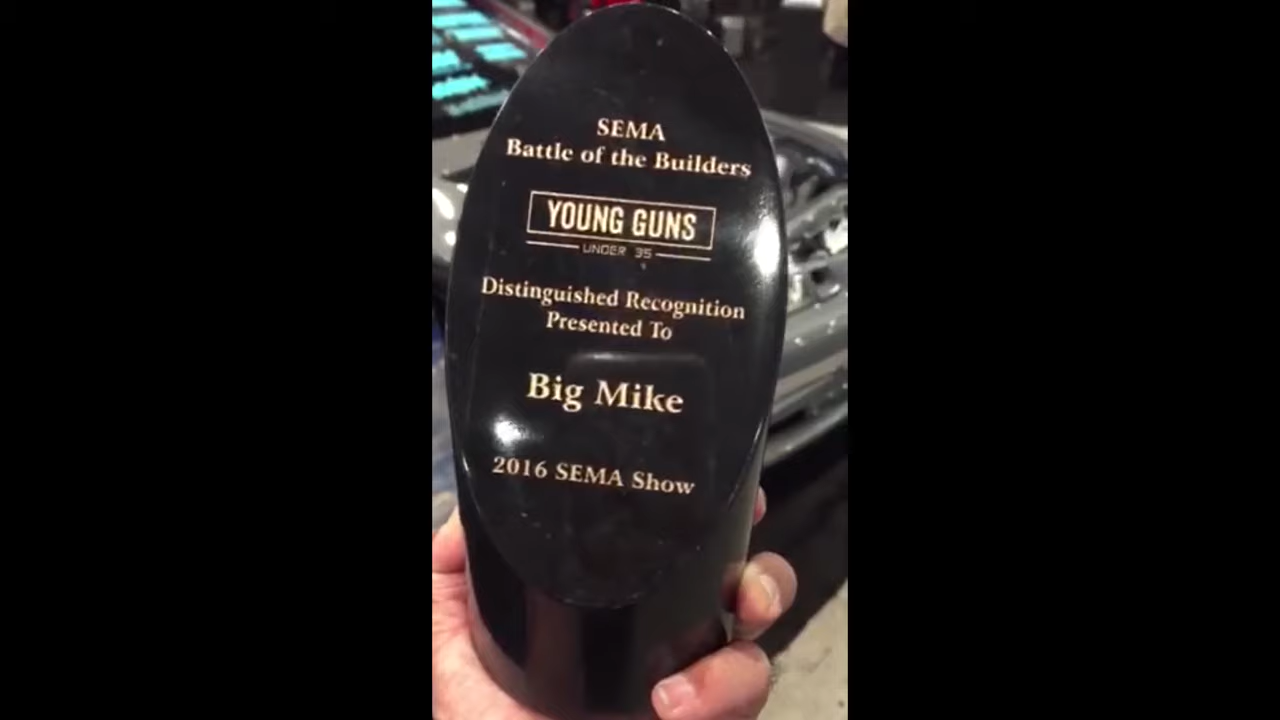 SEMA
Battle of the Builders
YOUNG GUNS
UNDER 35
Distinguished Recognition
Presented To
Big Mike
2016 SEMA Show